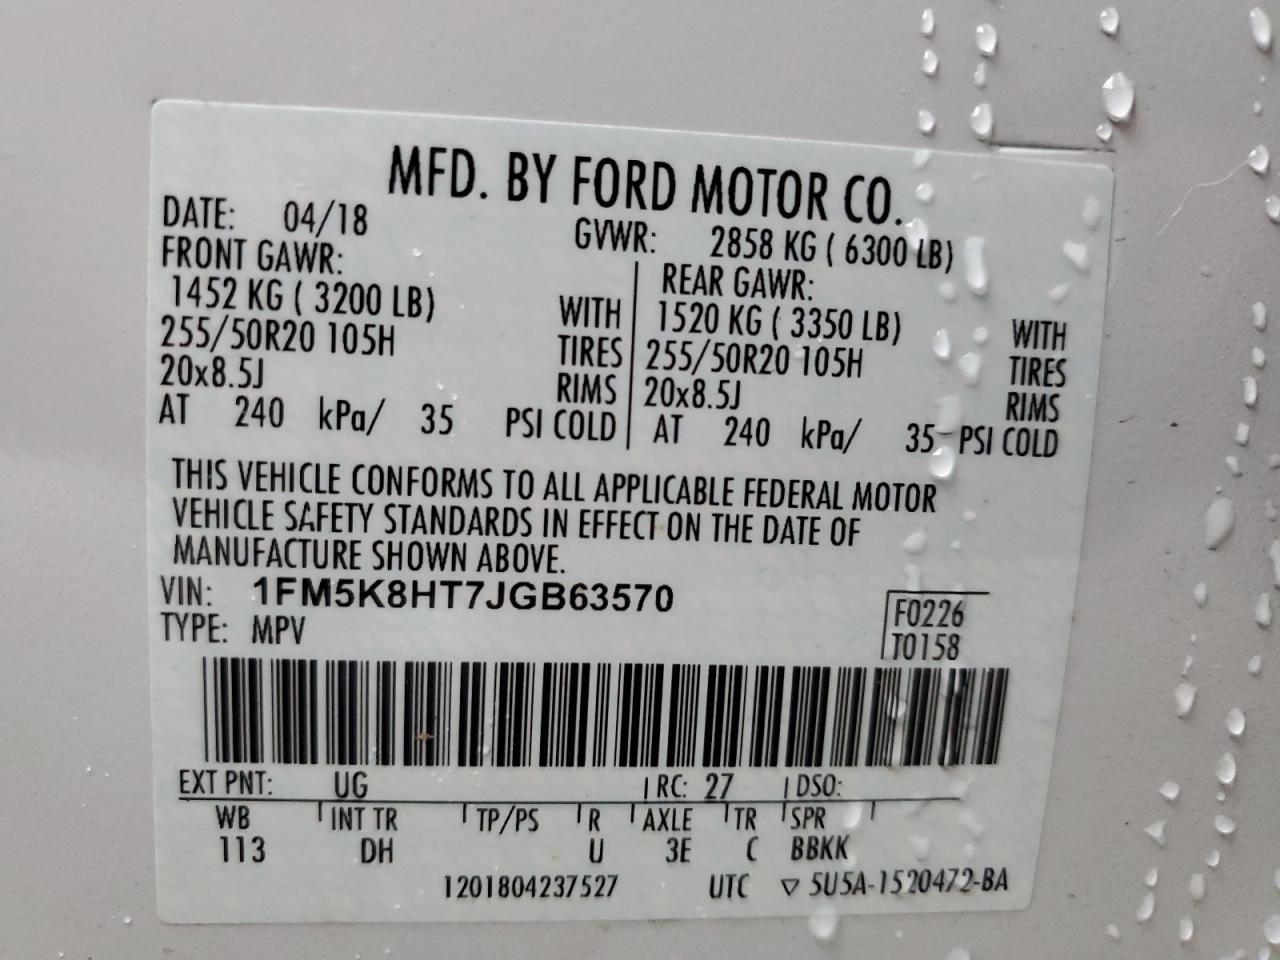 MFD. BY FORD MOTOR CO.
DATE: 04/18 GVWR: 2858 KG ( 6300 LB)
FRONT GAWR: REAR GAWR:
1452 KG ( 3200 LB) WITH 1520 KG ( 3350 LB) WITH
255/50R20 105H TIRES 255/50R20 105H TIRES
20x8.5J RIMS 20x8.5J RIMS
AT 240 kPa/ 35 PSI COLD AT 240 kPa/ 35 PSI COLD
THIS VEHICLE CONFORMS TO ALL APPLICABLE FEDERAL MOTOR
VEHICLE SAFETY STANDARDS IN EFFECT ON THE DATE OF
MANUFACTURE SHOWN ABOVE.
VIN: 1FM5K8HT7JGB63570 F0226
TYPE: MPV T0158
EXT PNT: UG RC: 27 DSO:
WB INT TR TP/PS R AXLE TR SPR
113 DH U 3E C BBKK
1201804237527 UTC ▽ 5U5A-1520472-BA